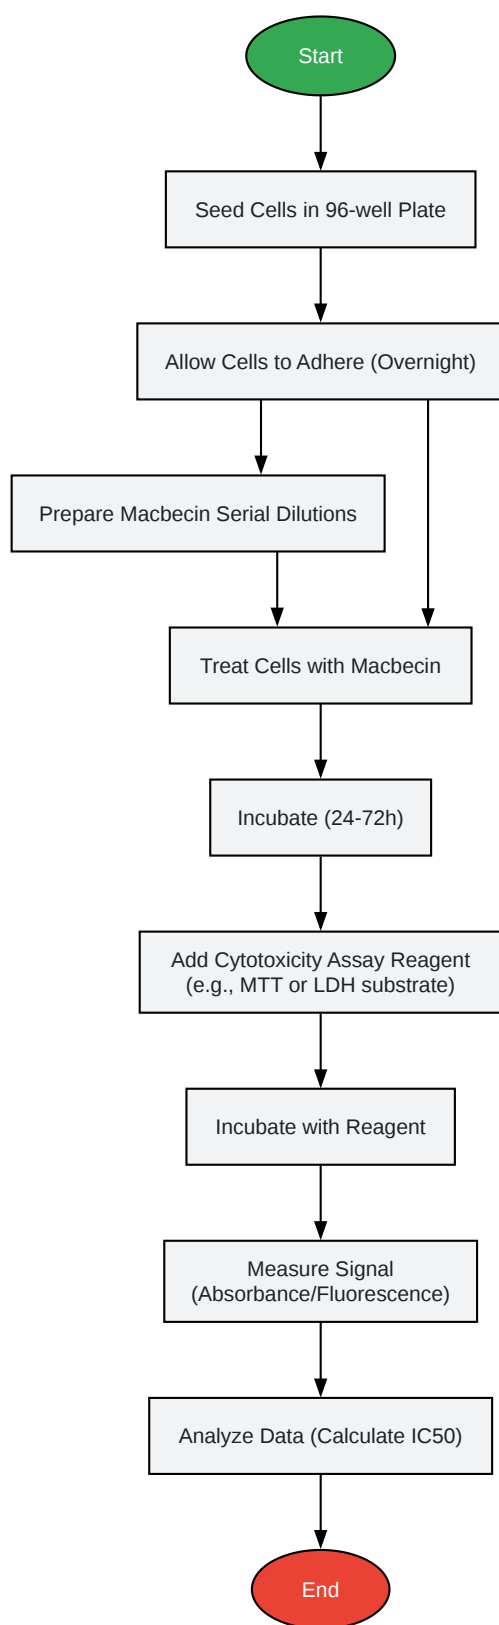 Start
Seed Cells in 96-well Plate
Allow Cells to Adhere (Overnight)
Prepare Macbecin Serial Dilutions
Treat Cells with Macbecin
Incubate (24-72h)
Add Cytotoxicity Assay Reagent
(e.g., MTT or LDH substrate)
Incubate with Reagent
Measure Signal
(Absorbance/Fluorescence)
Analyze Data (Calculate IC50)
End